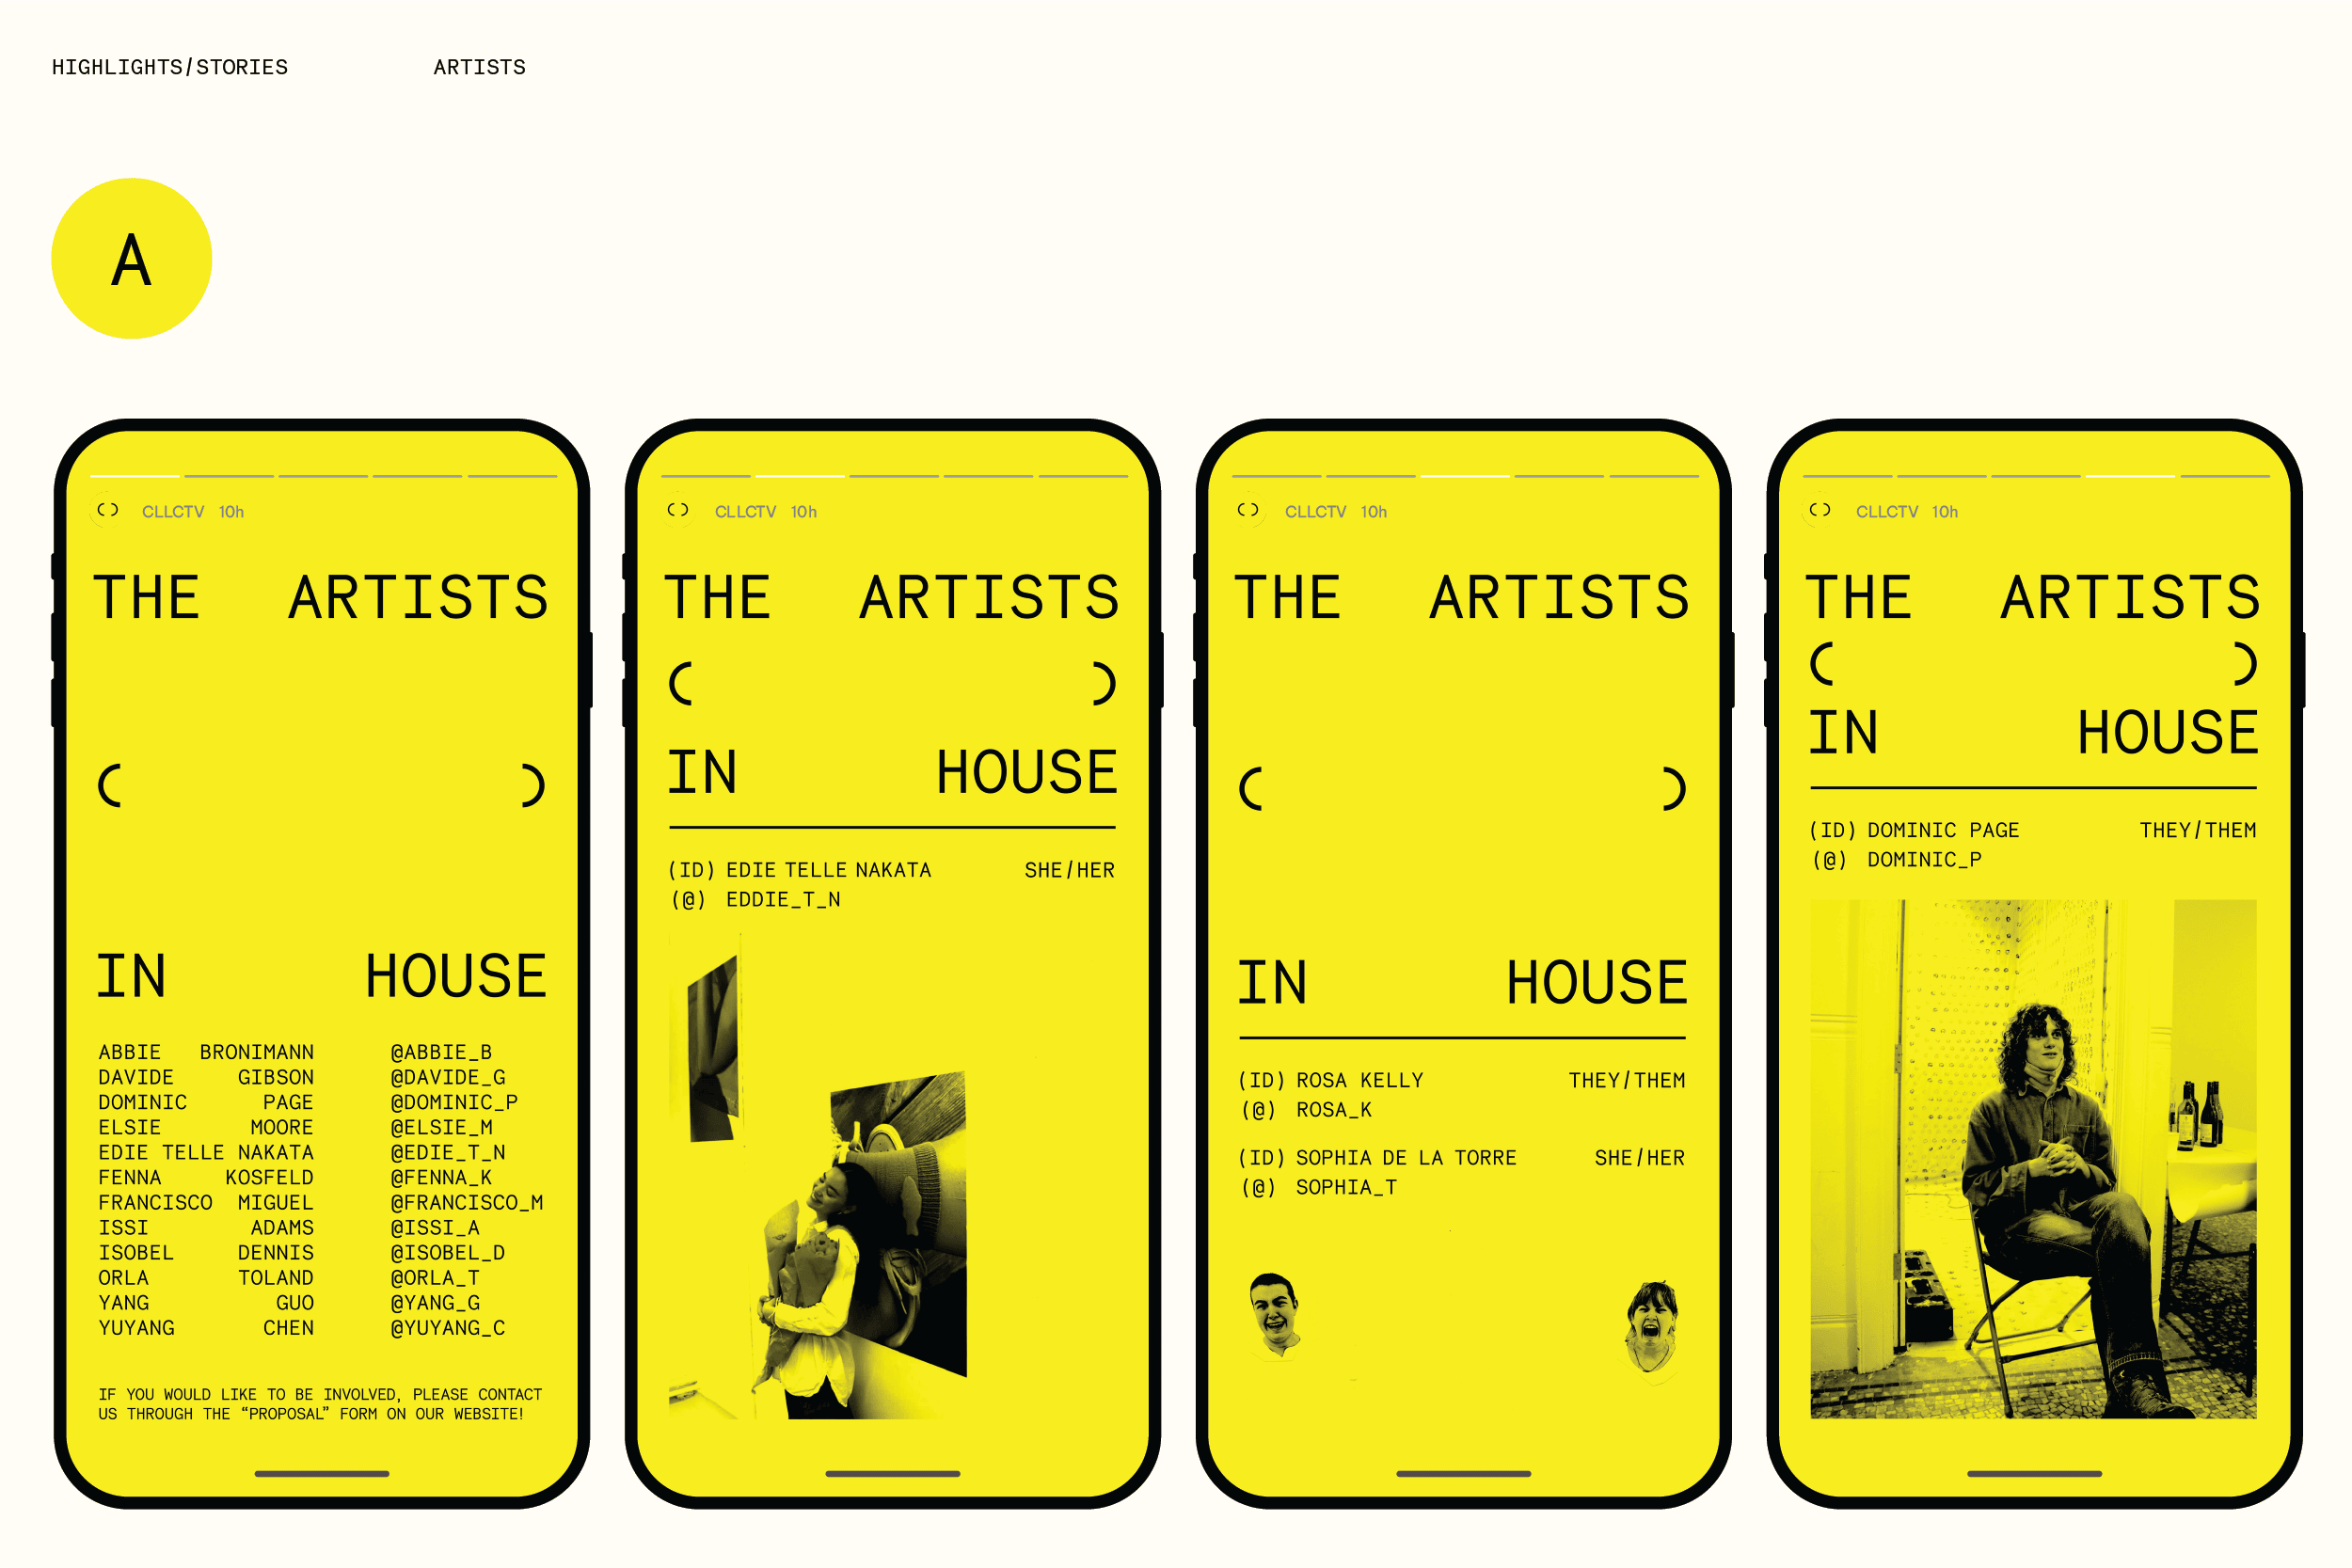 HIGHLIGHTS/STORIES ARTISTS
A
CLLCTV 10h
THE ARTISTS
IN HOUSE
ABBIE BRONIMANN @ABBIE_B
DAVIDE GIBSON @DAVIDE_G
DOMINIC PAGE @DOMINIC_P
ELSIE MOORE @ELSIE_M
EDIE TELLE NAKATA @EDIE_T_N
FENNA KOSFELD @FENNA_K
FRANCISCO MIGUEL @FRANCISCO_M
ISSI ADAMS @ISSI_A
ISOBEL DENNIS @ISOBEL_D
ORLA TOLAND @ORLA_T
YANG GUO @YANG_G
YUYANG CHEN @YUYANG_C
IF YOU WOULD LIKE TO BE INVOLVED, PLEASE CONTACT
US THROUGH THE “PROPOSAL” FORM ON OUR WEBSITE!
CLLCTV 10h
THE ARTISTS
IN HOUSE
(ID) EDIE TELLE NAKATA SHE/HER
(@) EDDIE_T_N
CLLCTV 10h
THE ARTISTS
IN HOUSE
(ID) ROSA KELLY THEY/THEM
(@) ROSA_K
(ID) SOPHIA DE LA TORRE SHE/HER
(@) SOPHIA_T
CLLCTV 10h
THE ARTISTS
IN HOUSE
(ID) DOMINIC PAGE THEY/THEM
(@) DOMINIC_P